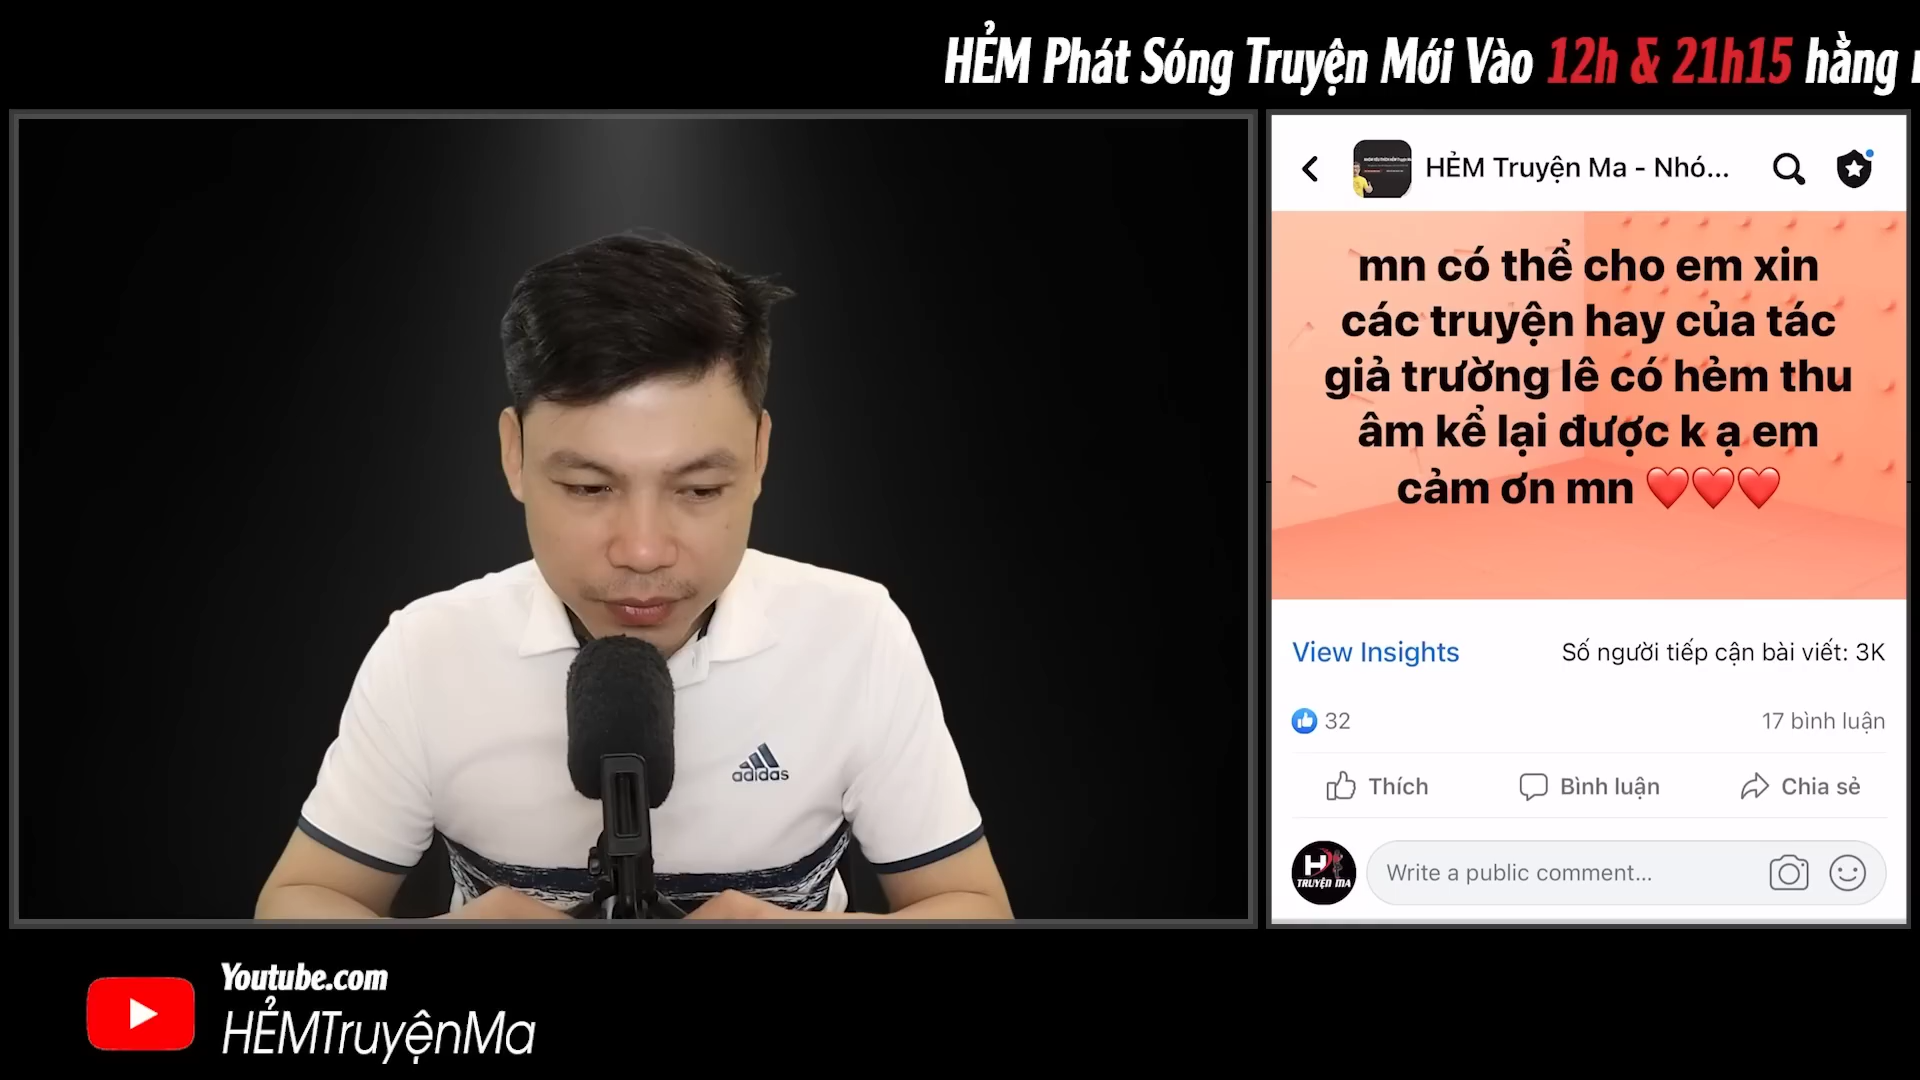 HẺM Phát Sóng Truyện Mới Vào 12h & 21h15 hằng
HẺM Truyện Ma - Nhó...
mn có thể cho em xin
các truyện hay của tác
giả trường lê có hẻm thu
âm kể lại được k ạ em
cảm ơn mn ❤️❤️❤️
View Insights
Số người tiếp cận bài viết: 3K
32
17 bình luận
Thích
Bình luận
Chia sẻ
H
TRUYỆN MA
Write a public comment...
adidas
Youtube.com
HẺMTruyệnMa